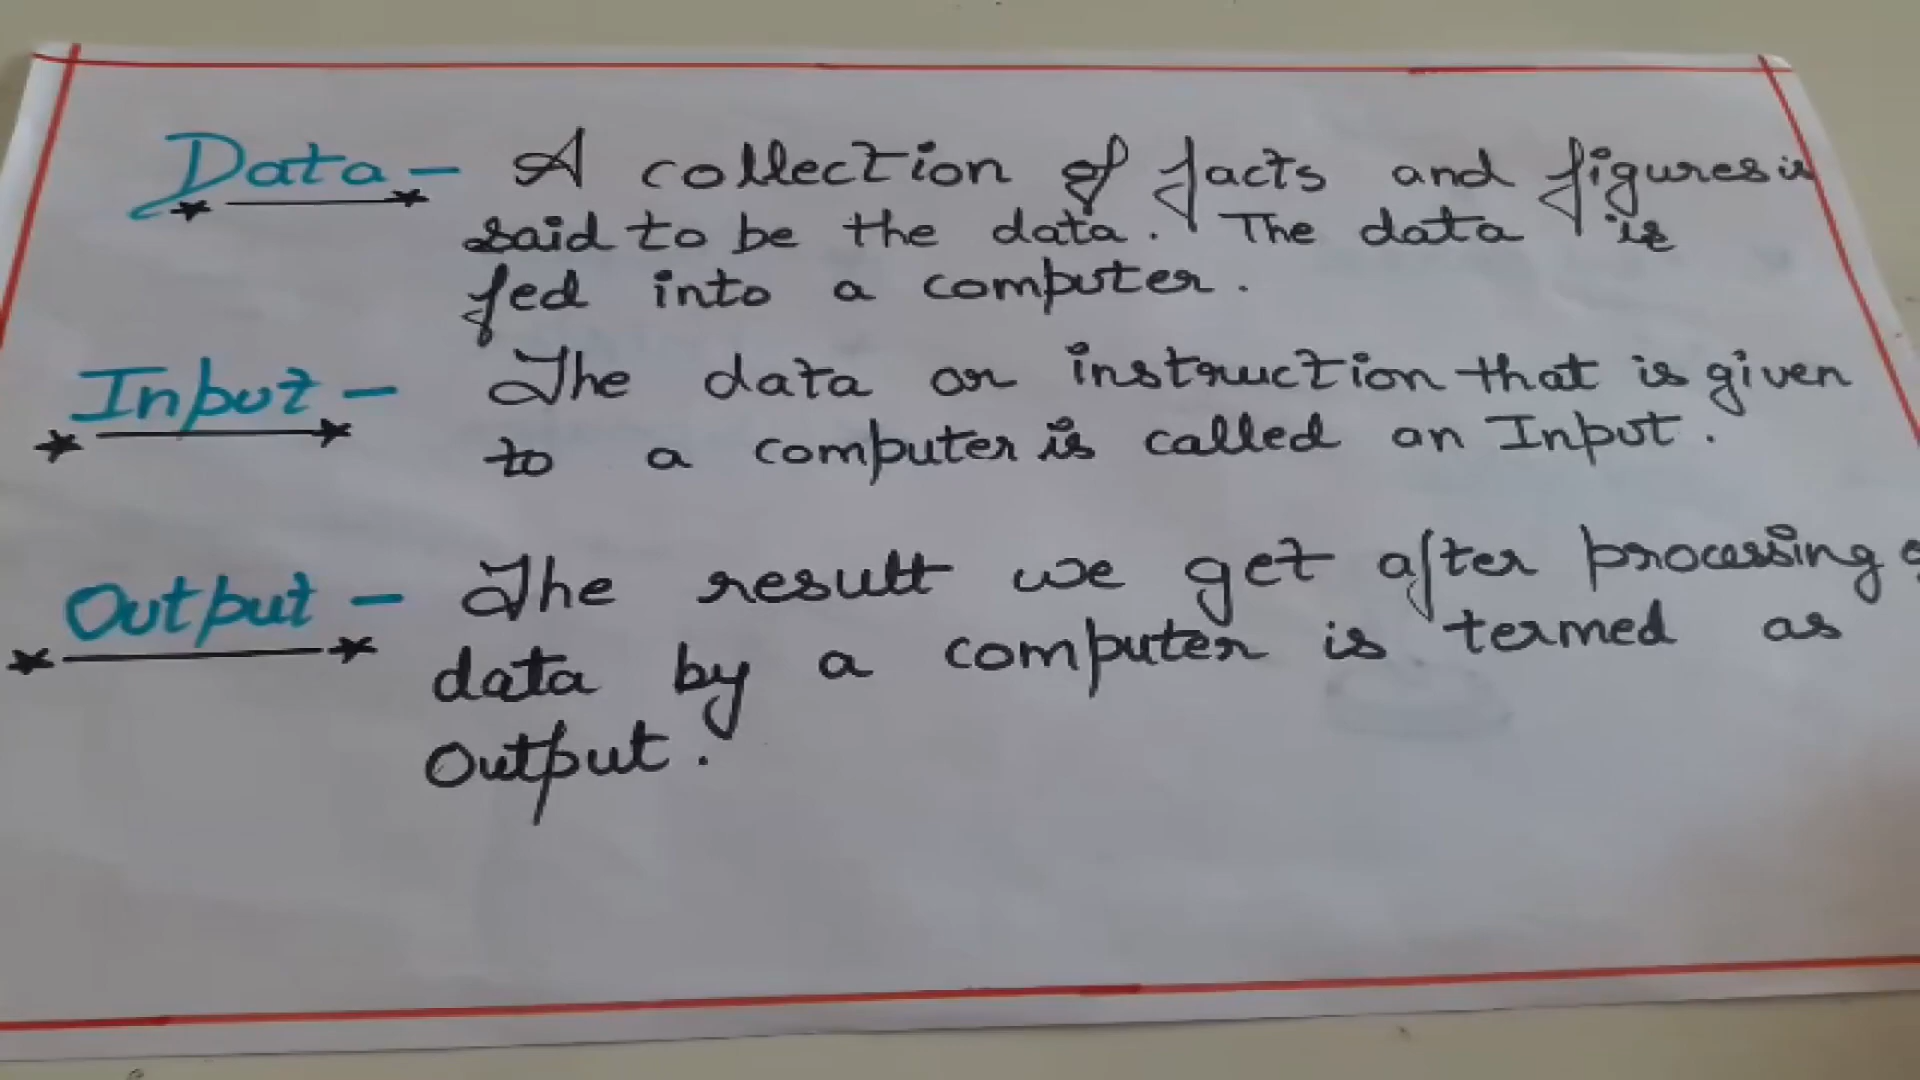 Data - A collection of facts and figures is
said to be the data. The data is
fed into a computer.
Input - The data or instruction that is given
to a computer is called an Input.
Output - The result we get after processing
data by a computer is termed as
Output.